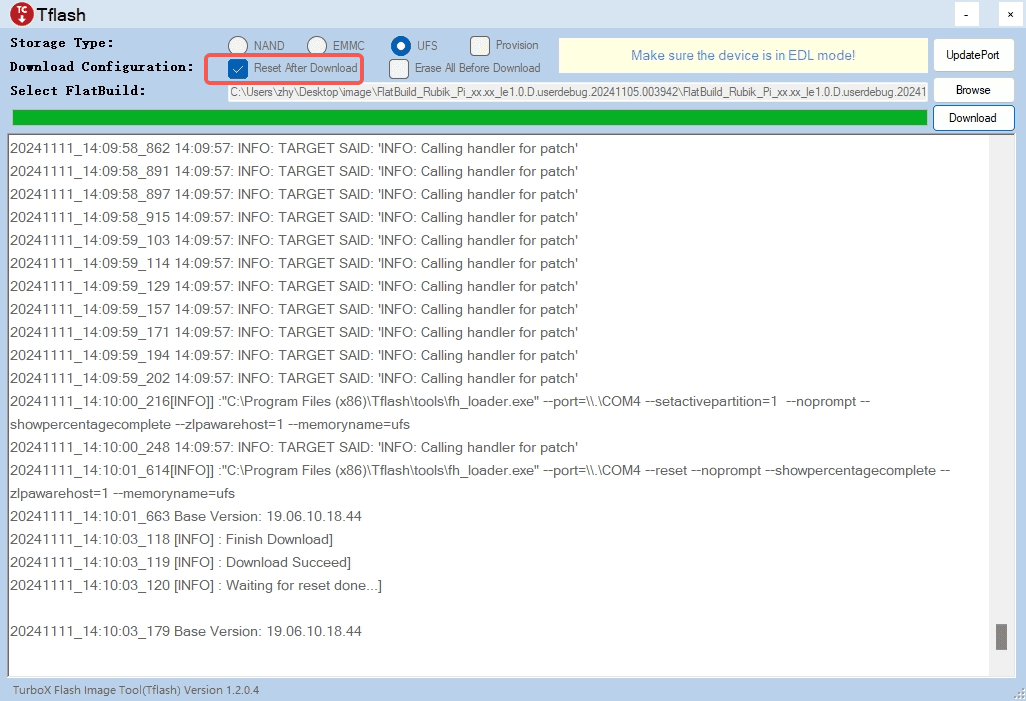 TC Tflash - ×
Storage Type: NAND EMMC UFS Provision
Make sure the device is in EDL mode!
UpdatePort
Download Configuration: Reset After Download Erase All Before Download
Select FlatBuild: C:\Users\zhy\Desktop\image\FlatBuild_Rubik_Pi_xx.xx_le1.0.D.userdebug.20241105.003942\FlatBuild_Rubik_Pi_xx.xx_le1.0.D.userdebug.20241 Browse
Download
20241111_14:09:58_862 14:09:57: INFO: TARGET SAID: 'INFO: Calling handler for patch'
20241111_14:09:58_891 14:09:57: INFO: TARGET SAID: 'INFO: Calling handler for patch'
20241111_14:09:58_897 14:09:57: INFO: TARGET SAID: 'INFO: Calling handler for patch'
20241111_14:09:58_915 14:09:57: INFO: TARGET SAID: 'INFO: Calling handler for patch'
20241111_14:09:59_103 14:09:57: INFO: TARGET SAID: 'INFO: Calling handler for patch'
20241111_14:09:59_114 14:09:57: INFO: TARGET SAID: 'INFO: Calling handler for patch'
20241111_14:09:59_129 14:09:57: INFO: TARGET SAID: 'INFO: Calling handler for patch'
20241111_14:09:59_157 14:09:57: INFO: TARGET SAID: 'INFO: Calling handler for patch'
20241111_14:09:59_171 14:09:57: INFO: TARGET SAID: 'INFO: Calling handler for patch'
20241111_14:09:59_194 14:09:57: INFO: TARGET SAID: 'INFO: Calling handler for patch'
20241111_14:09:59_202 14:09:57: INFO: TARGET SAID: 'INFO: Calling handler for patch'
20241111_14:10:00_216[INFO]] :"C:\Program Files (x86)\Tflash\tools\fh_loader.exe" --port=\\.\COM4 --setactivepartition=1  --noprompt --
showpercentagecomplete --zlpawarehost=1 --memoryname=ufs
20241111_14:10:00_248 14:09:57: INFO: TARGET SAID: 'INFO: Calling handler for patch'
20241111_14:10:01_614[INFO]] :"C:\Program Files (x86)\Tflash\tools\fh_loader.exe" --port=\\.\COM4 --reset --noprompt --showpercentagecomplete --
zlpawarehost=1 --memoryname=ufs
20241111_14:10:01_663 Base Version: 19.06.10.18.44
20241111_14:10:03_118 [INFO] : Finish Download]
20241111_14:10:03_119 [INFO] : Download Succeed]
20241111_14:10:03_120 [INFO] : Waiting for reset done...]
20241111_14:10:03_179 Base Version: 19.06.10.18.44
TurboX Flash Image Tool(Tflash) Version 1.2.0.4